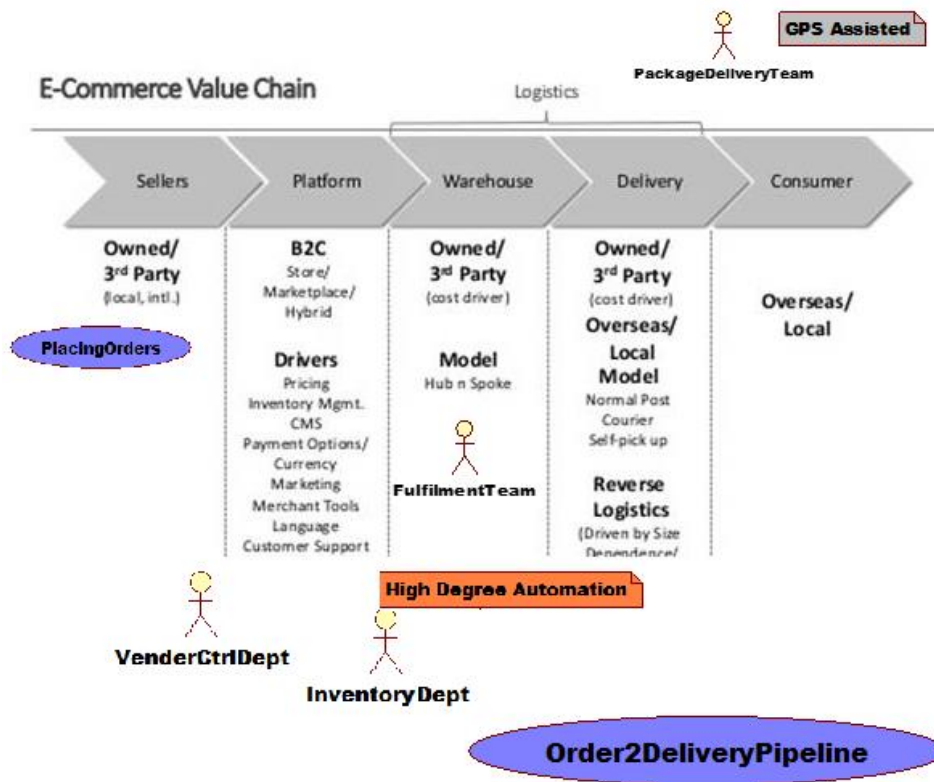 GPS Assisted
PackageDeliveryTeam
E-Commerce Value Chain
Logistics
Sellers
Platform
Warehouse
Delivery
Consumer
Owned/
3rd Party
(local, intl.)
PlacingOrders
B2C
Store/
Marketplace/
Hybrid
Drivers
Pricing
Inventory Mgmt.
CMS
Payment Options/
Currency
Marketing
Merchant Tools
Language
Customer Support
Owned/
3rd Party
(cost driver)
Model
Hub n Spoke
FulfilmentTeam
Owned/
3rd Party
(cost driver)
Overseas/
Local
Model
Normal Post
Courier
Self-pick up
Reverse
Logistics
(Driven by Size
Dependence/
Overseas/
Local
High Degree Automation
VenderCtrlDept
InventoryDept
Order2DeliveryPipeline